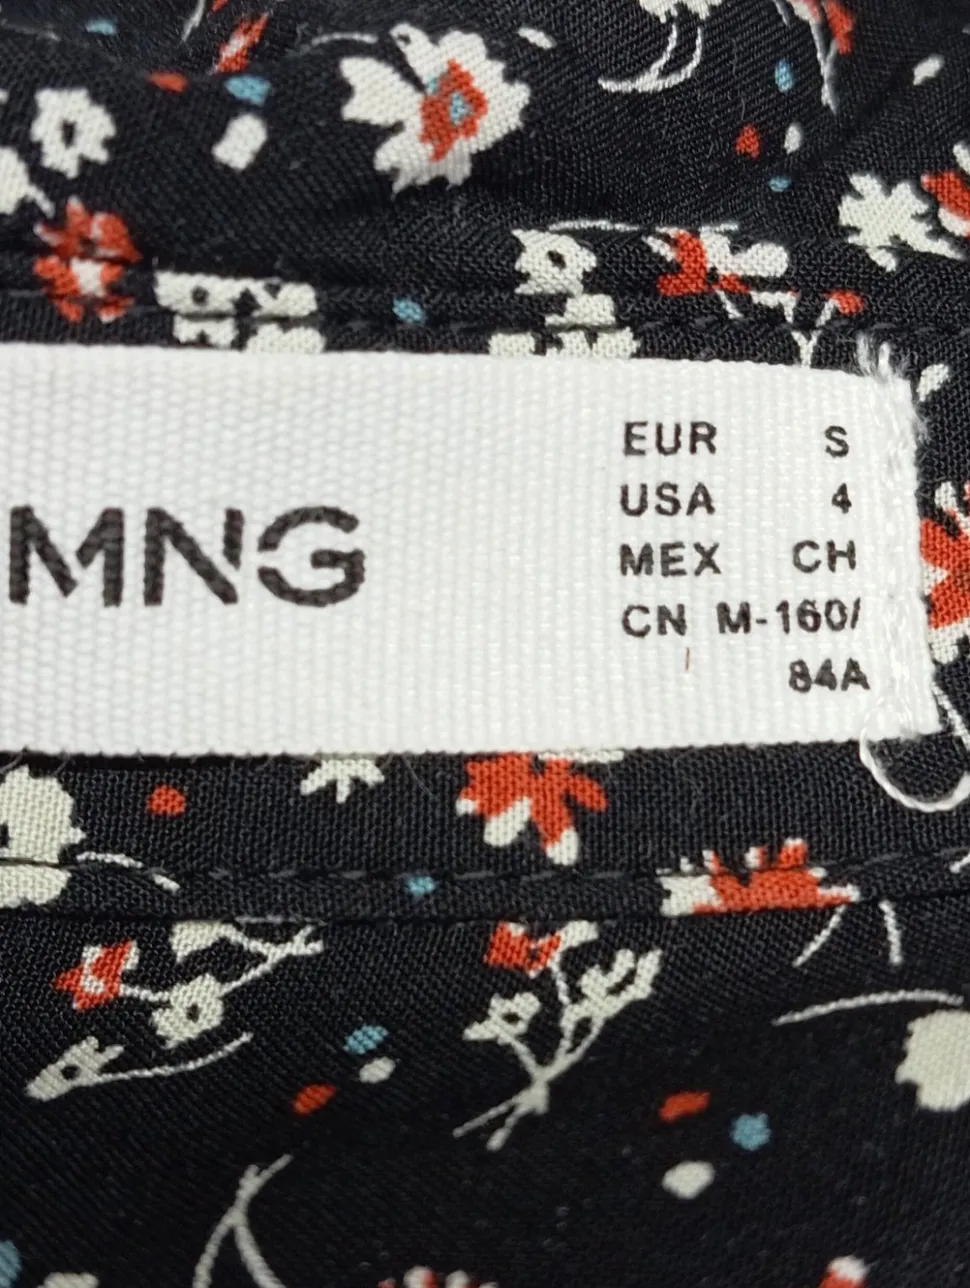 MNG
EUR S
USA 4
MEX CH
CN M-160/
84A